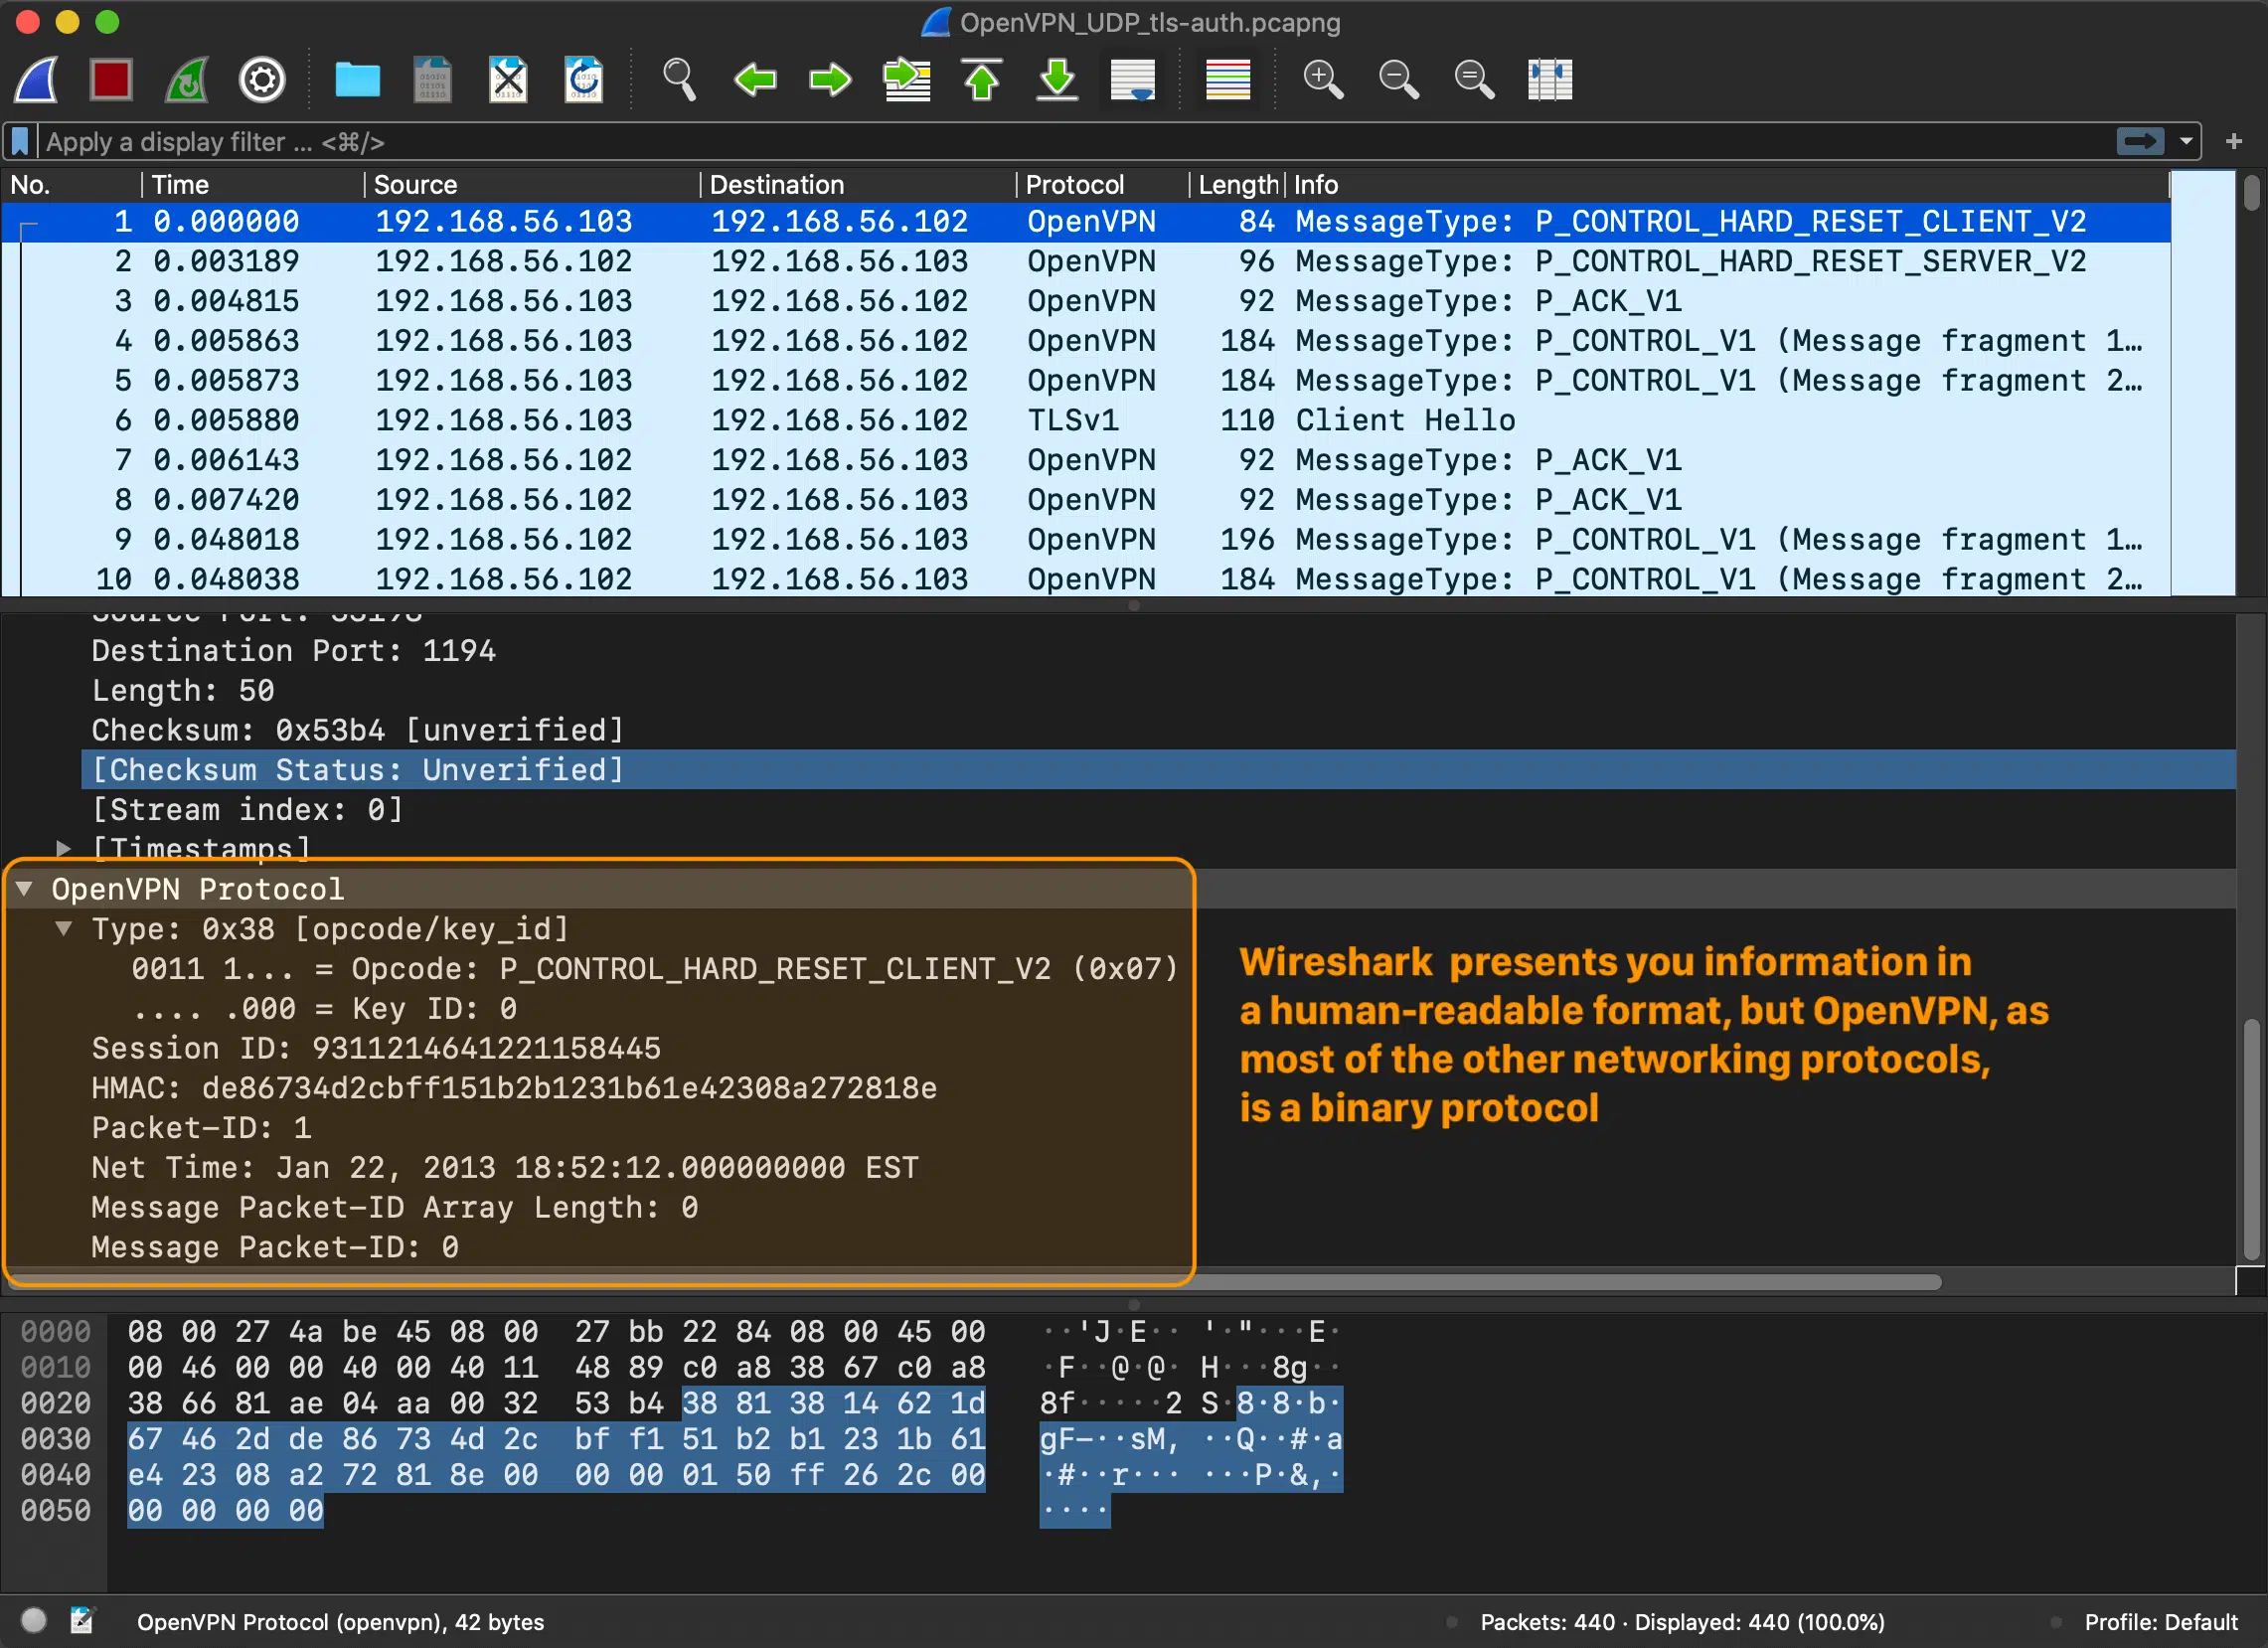 OpenVPN_UDP_tls-auth.pcapng
Apply a display filter ... <⌘/>
No. Time Source Destination Protocol Length Info
1 0.000000 192.168.56.103 192.168.56.102 OpenVPN 84 MessageType: P_CONTROL_HARD_RESET_CLIENT_V2
2 0.003189 192.168.56.102 192.168.56.103 OpenVPN 96 MessageType: P_CONTROL_HARD_RESET_SERVER_V2
3 0.004815 192.168.56.103 192.168.56.102 OpenVPN 92 MessageType: P_ACK_V1
4 0.005863 192.168.56.103 192.168.56.102 OpenVPN 184 MessageType: P_CONTROL_V1 (Message fragment 1…
5 0.005873 192.168.56.103 192.168.56.102 OpenVPN 184 MessageType: P_CONTROL_V1 (Message fragment 2…
6 0.005880 192.168.56.103 192.168.56.102 TLSv1 110 Client Hello
7 0.006143 192.168.56.102 192.168.56.103 OpenVPN 92 MessageType: P_ACK_V1
8 0.007420 192.168.56.102 192.168.56.103 OpenVPN 92 MessageType: P_ACK_V1
9 0.048018 192.168.56.102 192.168.56.103 OpenVPN 196 MessageType: P_CONTROL_V1 (Message fragment 1…
10 0.048038 192.168.56.102 192.168.56.103 OpenVPN 184 MessageType: P_CONTROL_V1 (Message fragment 2…
Source Port:
Destination Port: 1194
Length: 50
Checksum: 0x53b4 [unverified]
[Checksum Status: Unverified]
[Stream index: 0]
[Timestamps]
OpenVPN Protocol
Type: 0x38 [opcode/key_id]
0011 1... = Opcode: P_CONTROL_HARD_RESET_CLIENT_V2 (0x07)
.... .000 = Key ID: 0
Session ID: 9311214641221158445
HMAC: de86734d2cbff151b2b1231b61e42308a272818e
Packet-ID: 1
Net Time: Jan 22, 2013 18:52:12.000000000 EST
Message Packet-ID Array Length: 0
Message Packet-ID: 0
Wireshark presents you information in
a human-readable format, but OpenVPN, as
most of the other networking protocols,
is a binary protocol
0000 08 00 27 4a be 45 08 00 27 bb 22 84 08 00 45 00 ··'J·E·· '·"···E·
0010 00 46 00 00 40 00 40 11 48 89 c0 a8 38 67 c0 a8 ·F··@·@· H···8g··
0020 38 66 81 ae 04 aa 00 32 53 b4 38 81 38 14 62 1d 8f·····2 S·8·8·b·
0030 67 46 2d de 86 73 4d 2c bf f1 51 b2 b1 23 1b 61 gF-··sM, ··Q··#·a
0040 e4 23 08 a2 72 81 8e 00 00 00 01 50 ff 26 2c 00 ·#··r··· ···P·&,·
0050 00 00 00 00 ····
OpenVPN Protocol (openvpn), 42 bytes
Packets: 440 · Displayed: 440 (100.0%)
Profile: Default